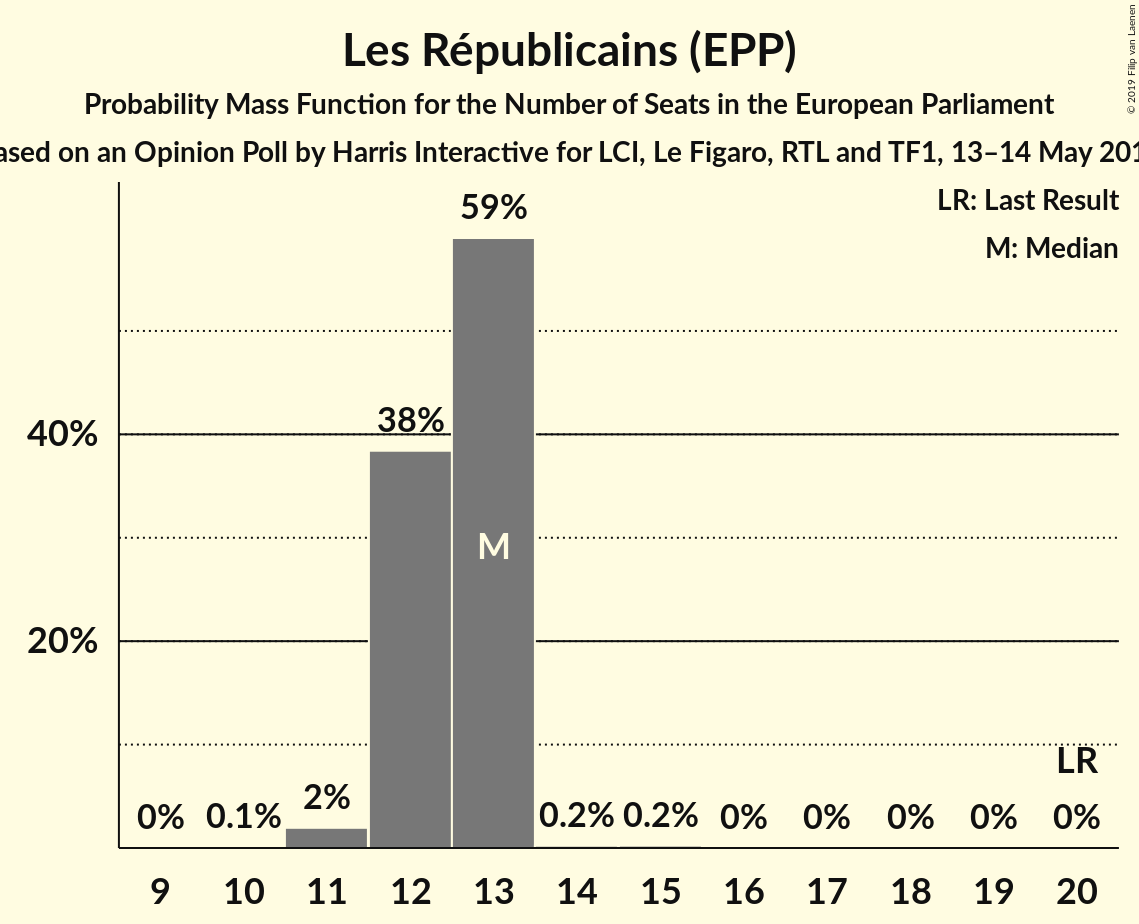 Les Républicains (EPP)
Probability Mass Function for the Number of Seats in the European Parliament
on an Opinion Poll by Harris Interactive for LCI, Le Figaro, RTL and TF1, 13–14 May
© 2019 Filip van Laenen
LR: Last Result
M: Median
59%
40%
38%
M
20%
LR
0% 0.1% 2% 0.2% 0.2% 0% 0% 0% 0% 0%
9 10 11 12 13 14 15 16 17 18 19 20